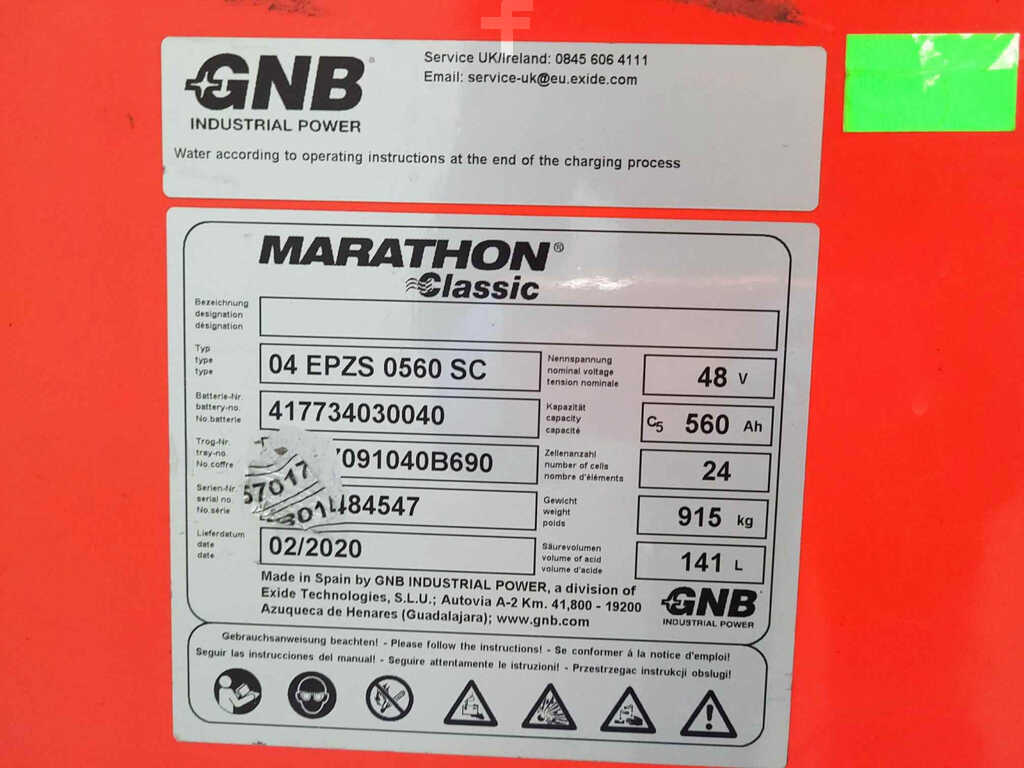 f
GNB®
INDUSTRIAL POWER
Service UK/Ireland: 0845 606 4111
Email: service-uk@eu.exide.com
Water according to operating instructions at the end of the charging process
MARATHON®
Classic
Bezeichnung
designation
désignation
Typ
type
type
04 EPZS 0560 SC
Nennspannung
nominal voltage
tension nominale
48 V
Batterie-Nr.
battery-no.
No.batterie
417734030040
Kapazität
capacity
capacité
C5 560 Ah
Trog-Nr.
tray-no.
No.coffre
7091040B690
Zellenanzahl
number of cells
nombre d'éléments
24
Serien-Nr.
serial no.
No.série
484547
57017
Gewicht
weight
poids
915 kg
Lieferdatum
date
date
02/2020
Säurevolumen
volume of acid
volume d'acide
141 L
Made in Spain by GNB INDUSTRIAL POWER, a division of
Exide Technologies, S.L.U.; Autovia A-2 Km. 41,800 - 19200
Azuqueca de Henares (Guadalajara); www.gnb.com
GNB
INDUSTRIAL POWER
Gebrauchsanweisung beachten! - Please follow the instructions! - Se conformer à la notice d'emploi!
Seguir las instrucciones del manual! - Seguire attentamente le istruzioni! - Przestrzegac instrukcji obslugi!